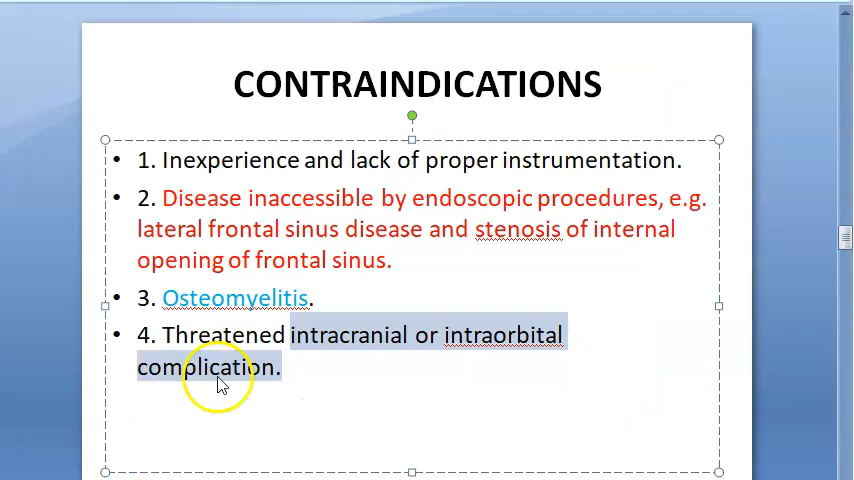 CONTRAINDICATIONS
• 1. Inexperience and lack of proper instrumentation.
• 2. Disease inaccessible by endoscopic procedures, e.g.
lateral frontal sinus disease and stenosis of internal
opening of frontal sinus.
• 3. Osteomyelitis.
• 4. Threatened intracranial or intraorbital
complication.